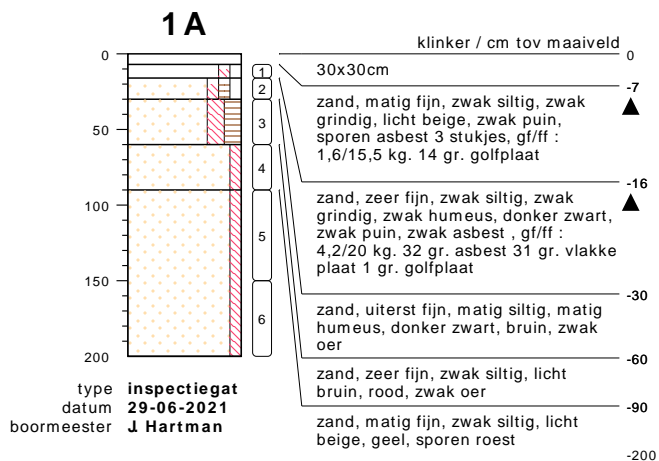 1A
klinker / cm tov maaiveld
0
0
30x30cm
-7
1
zand, matig fijn, zwak siltig, zwak
grindig, licht beige, zwak puin,
sporen asbest 3 stukjes, gf/ff :
1,6/15,5 kg. 14 gr. golfplaat
2
50
3
-16
zand, zeer fijn, zwak siltig, zwak
grindig, zwak humeus, donker zwart,
zwak puin, zwak asbest , gf/ff :
4,2/20 kg. 32 gr. asbest 31 gr. vlakke
plaat 1 gr. golfplaat
4
100
5
-30
zand, uiterst fijn, matig siltig, matig
humeus, donker zwart, bruin, zwak
oer
150
6
-60
zand, zeer fijn, zwak siltig, licht
bruin, rood, zwak oer
200
-90
zand, matig fijn, zwak siltig, licht
beige, geel, sporen roest
-200
type inspectiegat
datum 29-06-2021
boormeester J. Hartman